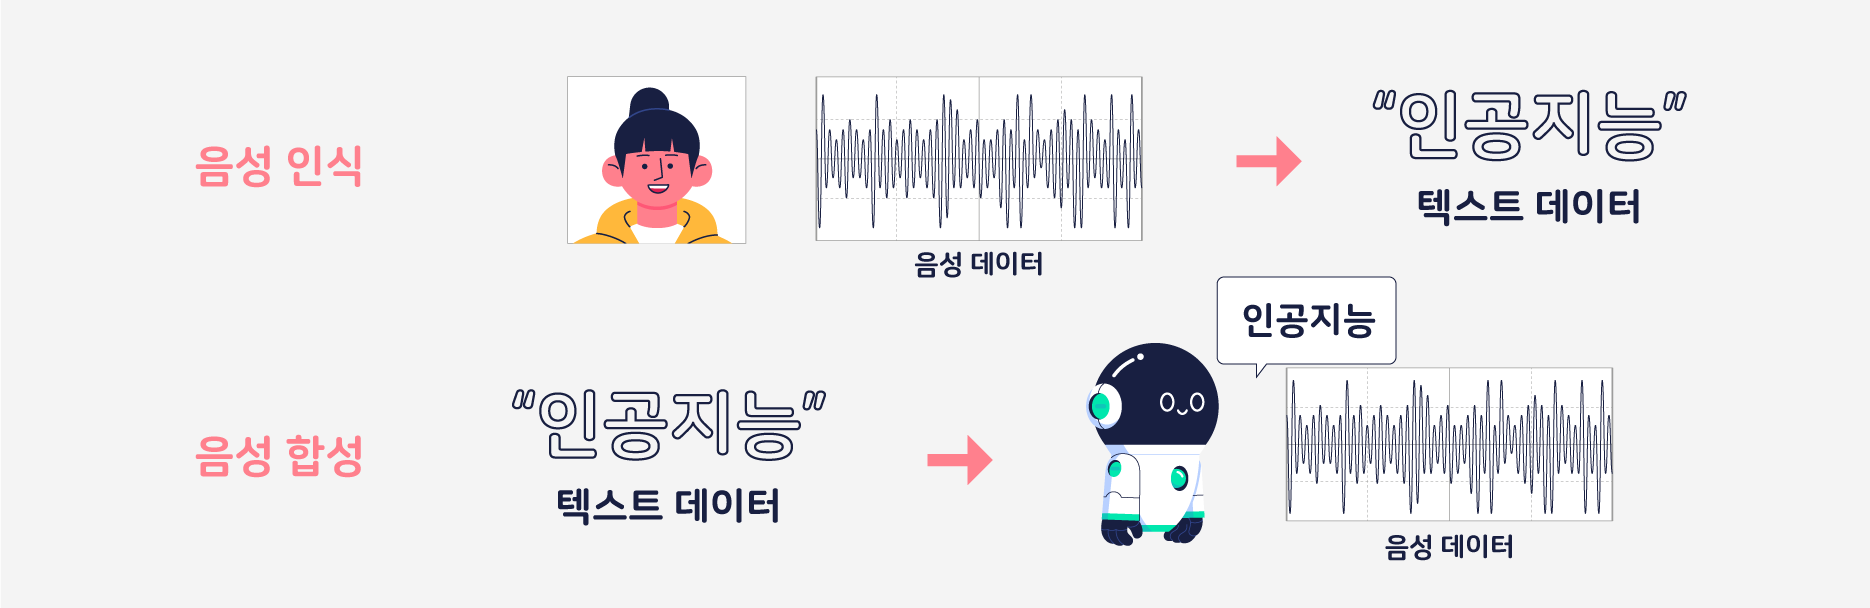 음성 인식
음성 데이터
"인공지능"
텍스트 데이터
음성 합성
"인공지능"
텍스트 데이터
인공지능
음성 데이터